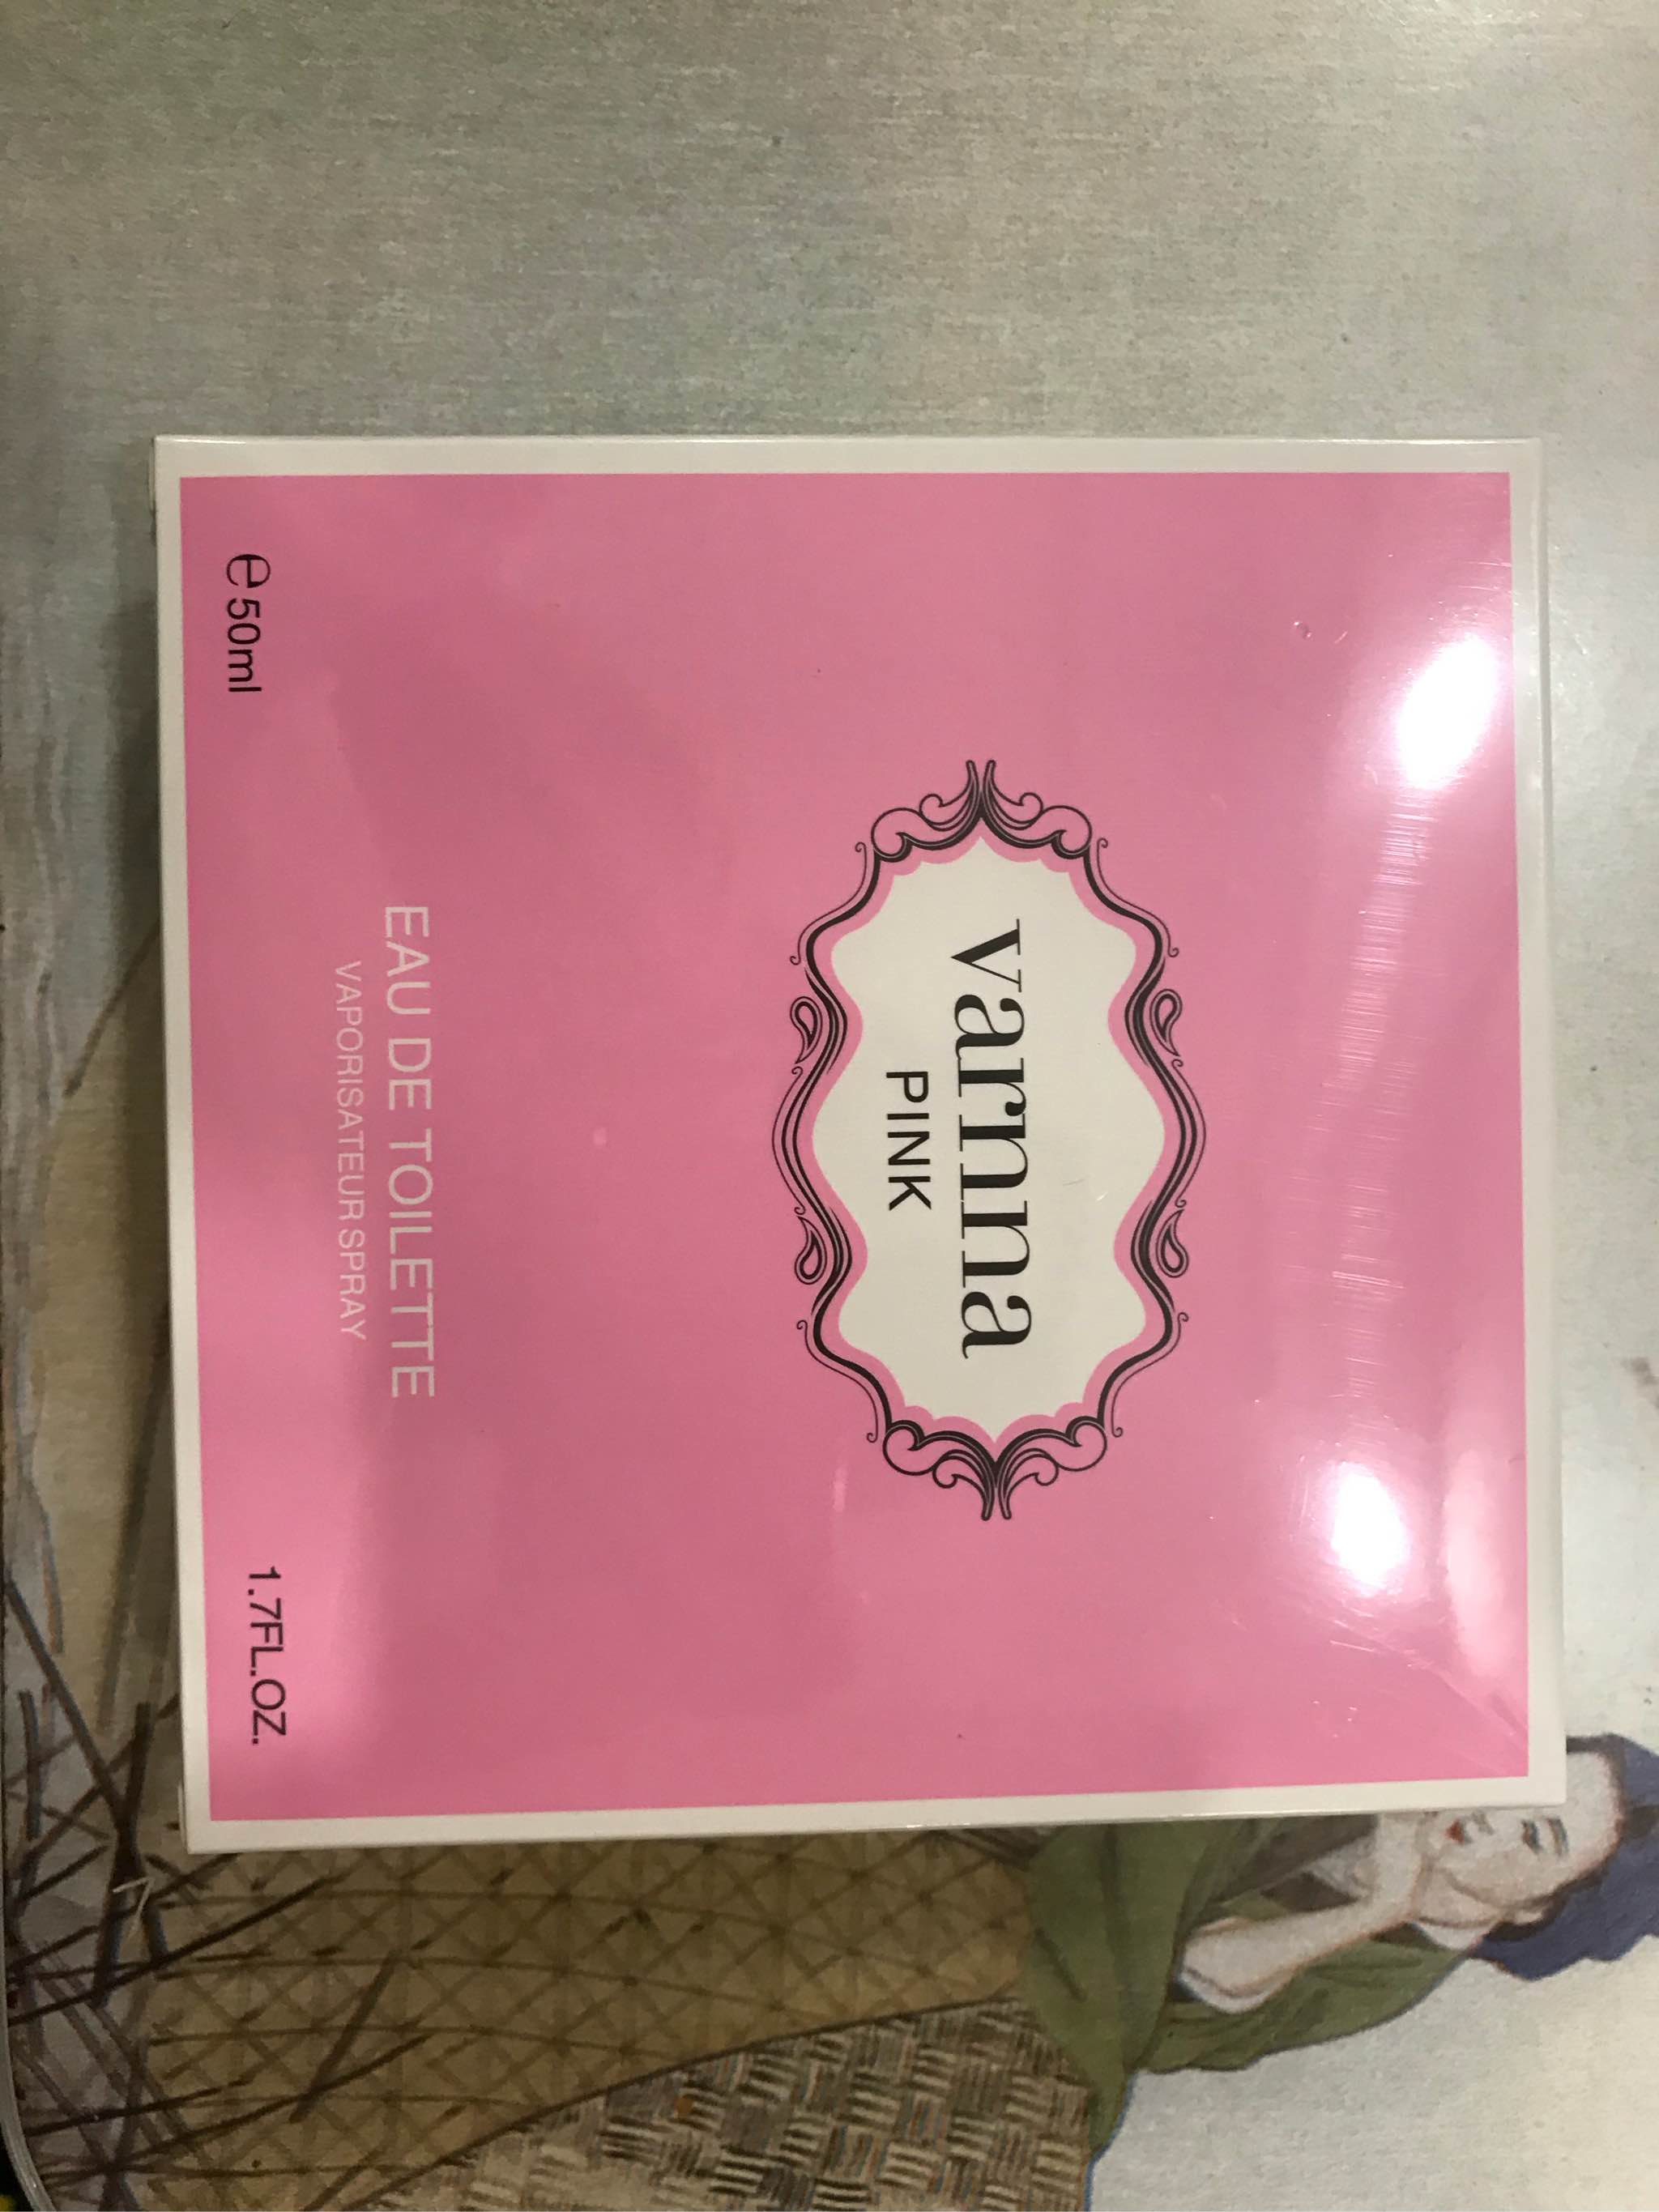 varnna
PINK
EAU DE TOILETTE
VAPORISATEUR SPRAY
℮50ml
1.7FL.OZ.